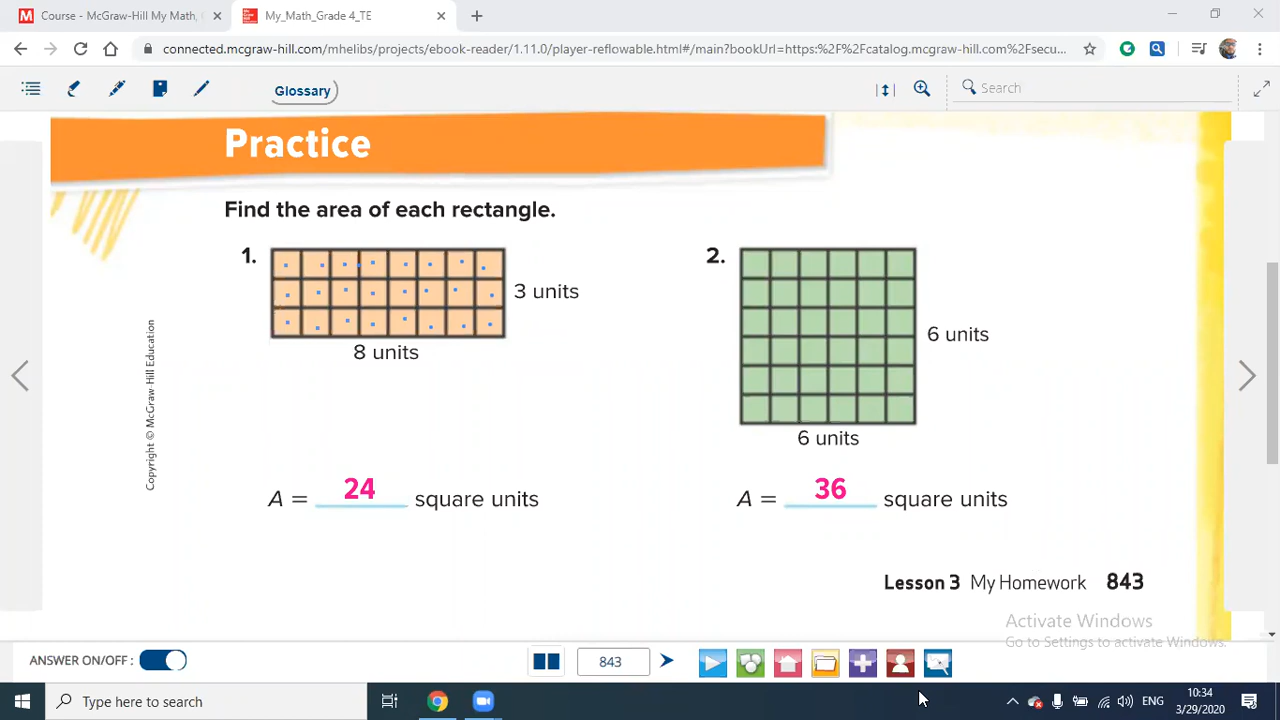 Course - McGraw-Hill My Math,
My_Math_Grade 4_TE
connected.mcgraw-hill.com/mhelibs/projects/ebook-reader/1.11.0/player-reflowable.html#/main?bookUrl=https:%2F%2Fcatalog.mcgraw-hill.com%2Fsecu...
Glossary
Search
Practice
Find the area of each rectangle.
1.
3 units
8 units
A = 24 square units
2.
6 units
6 units
A = 36 square units
Copyright © McGraw-Hill Education
Lesson 3 My Homework 843
Activate Windows
Go to Settings to activate Windows.
ANSWER ON/OFF :
843
Type here to search
ENG
10:34
3/29/2020